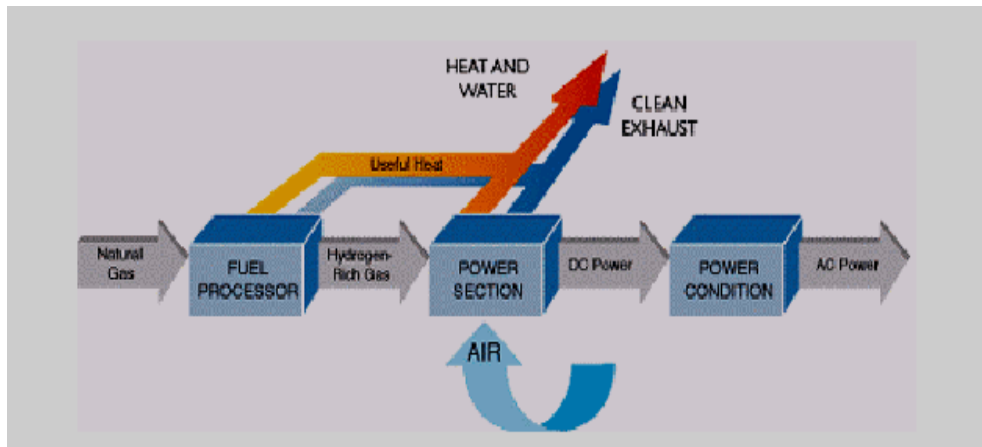 HEAT AND
WATER
CLEAN
EXHAUST
Useful Heat
Natural
Gas
FUEL
PROCESSOR
Hydrogen-
Rich Gas
POWER
SECTION
DC Power
POWER
CONDITION
AC Power
AIR